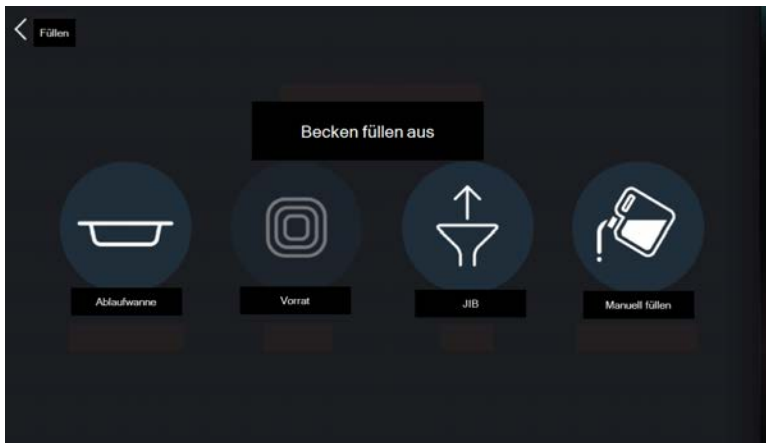 Füllen
Becken füllen aus
Ablaufwanne
Vorrat
JIB
Manuell füllen